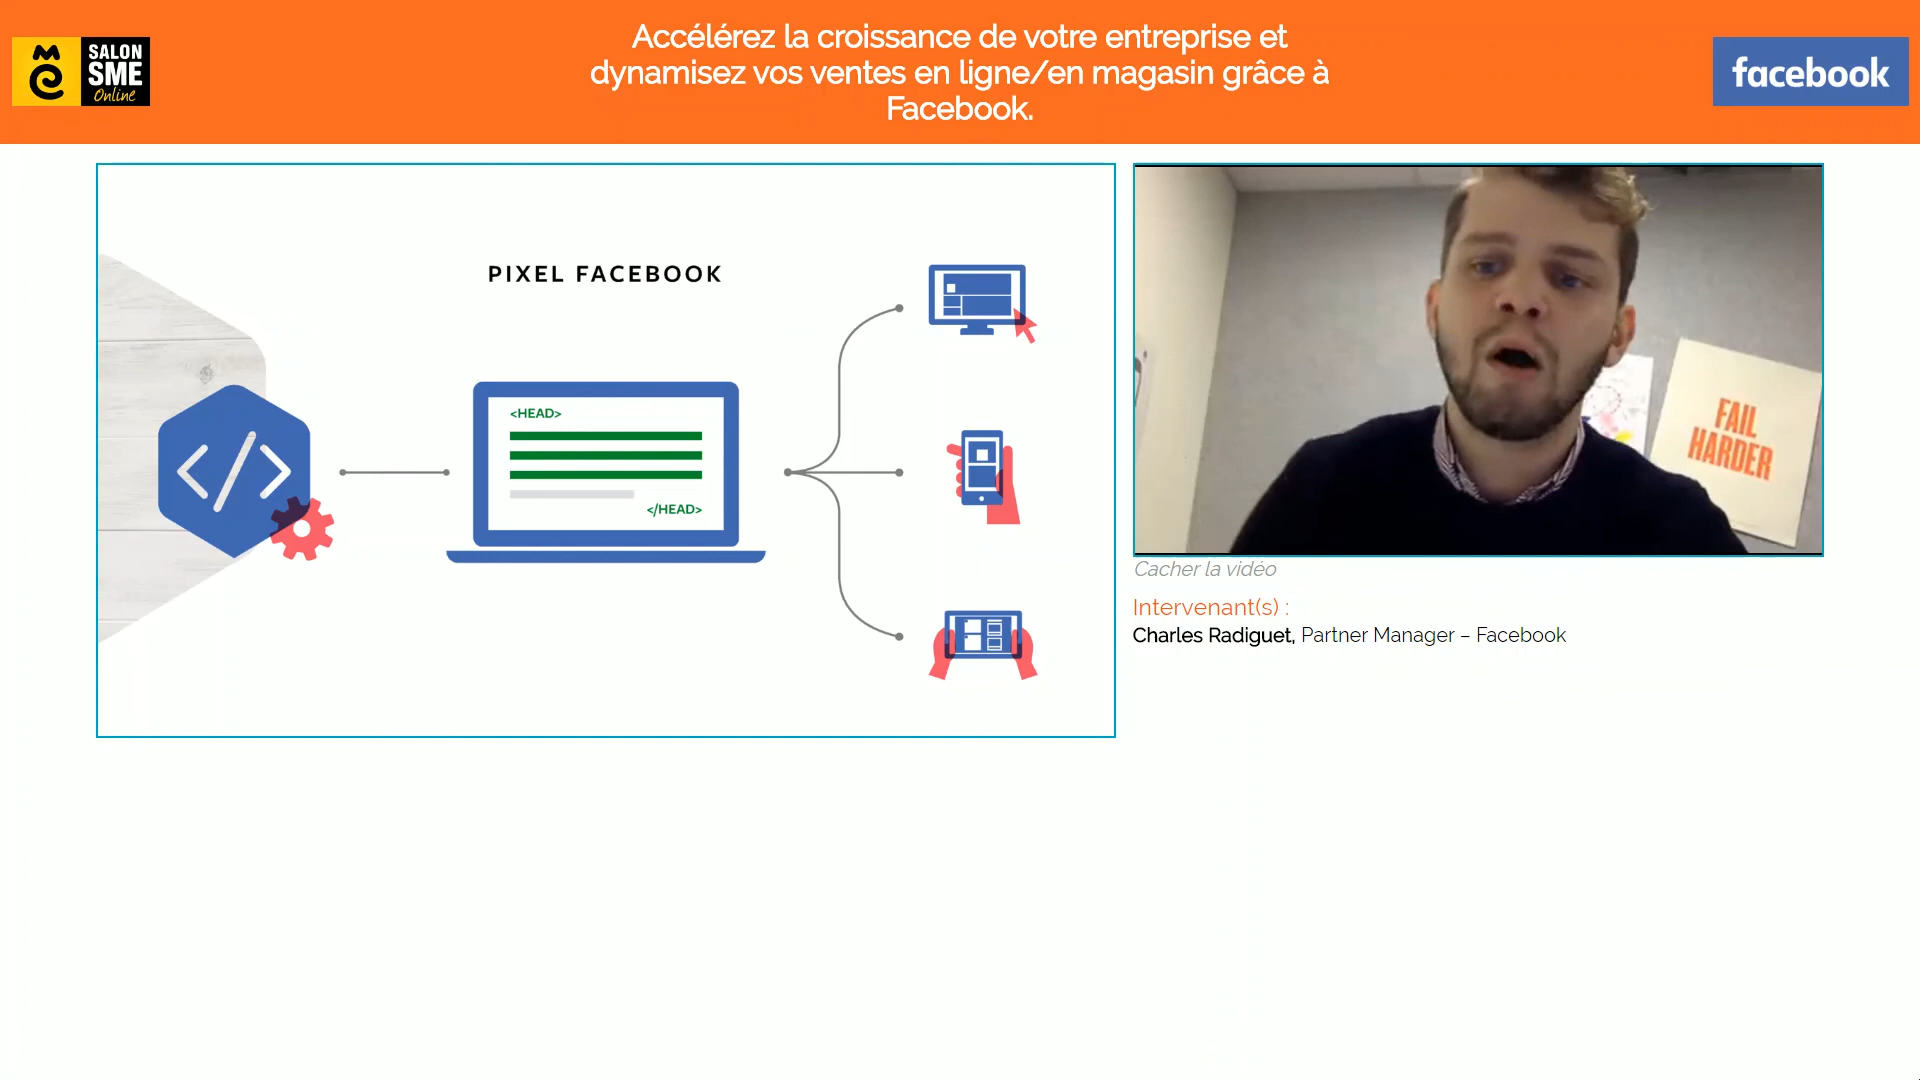 SALON
SME
Online
Accélérez la croissance de votre entreprise et
dynamisez vos ventes en ligne/en magasin grâce à
Facebook.
facebook
PIXEL FACEBOOK
<HEAD>
</HEAD>
FAIL
HARDER
Cacher la vidéo
Intervenant(s) :
Charles Radiguet, Partner Manager – Facebook